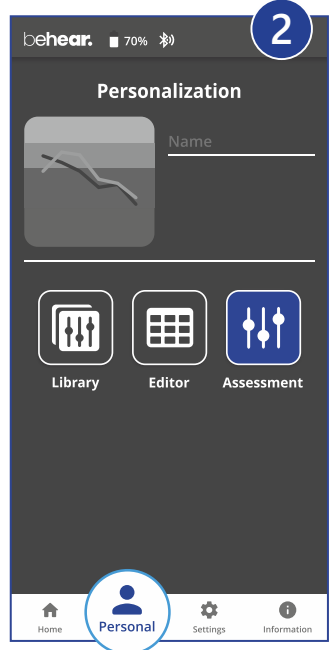 behear. 70%
2
Personalization
Name
Library Editor Assessment
Home Personal Settings Information